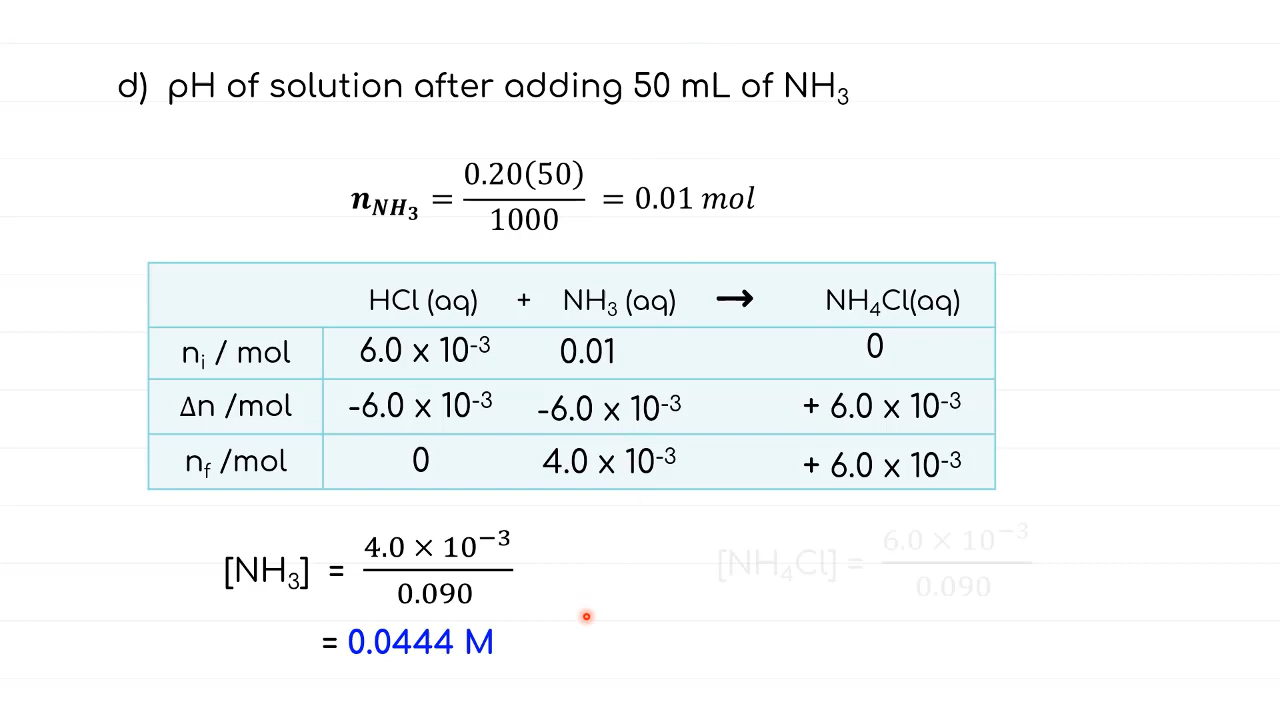 d) pH of solution after adding 50 mL of NH₃
n_NH₃ = 0.20(50)/1000 = 0.01 mol
HCl (aq) + NH₃ (aq) → NH₄Cl(aq)
nᵢ / mol 6.0 x 10⁻³ 0.01 0
Δn /mol -6.0 x 10⁻³ -6.0 x 10⁻³ + 6.0 x 10⁻³
n_f /mol 0 4.0 x 10⁻³ + 6.0 x 10⁻³
[NH₃] = 4.0 × 10⁻³/0.090 [NH₄Cl] = 6.0 × 10⁻³/0.090
= 0.0444 M